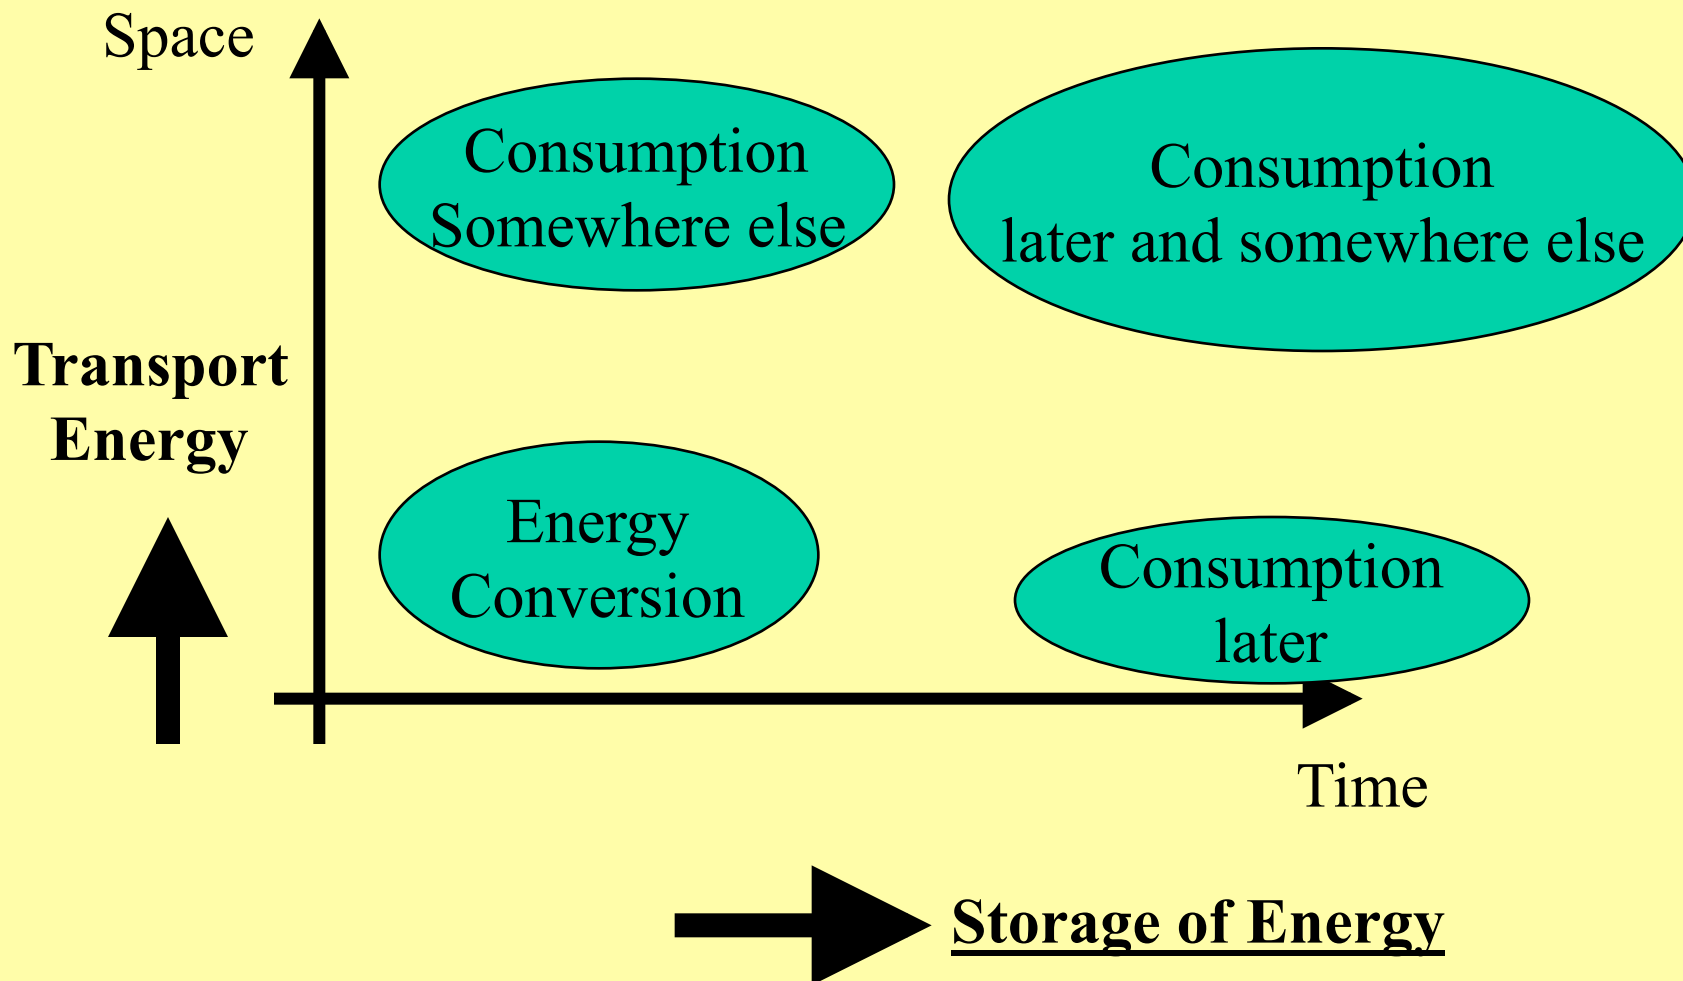 Space
Consumption
Somewhere else
Consumption
later and somewhere else
Transport
Energy
Energy
Conversion
Consumption
later
Time
Storage of Energy